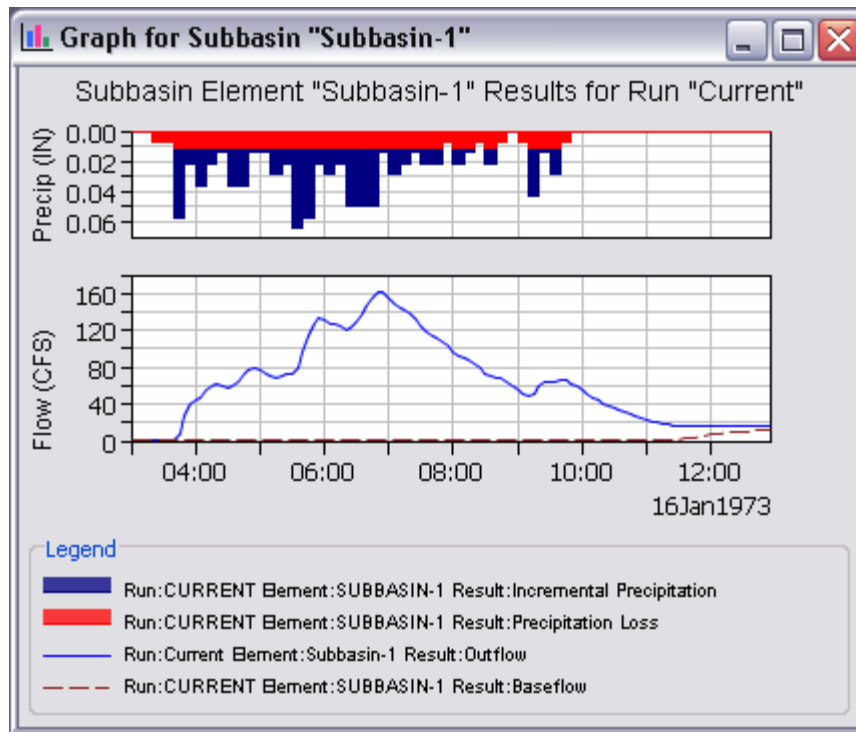 Graph for Subbasin "Subbasin-1"
Subbasin Element "Subbasin-1" Results for Run "Current"
Precip (IN)
0.00
0.02
0.04
0.06
Flow (CFS)
160
120
80
40
0
04:00 06:00 08:00 10:00 12:00
16Jan1973
Legend
Run:CURRENT Element:SUBBASIN-1 Result:Incremental Precipitation
Run:CURRENT Element:SUBBASIN-1 Result:Precipitation Loss
Run:Current Element:Subbasin-1 Result:Outflow
Run:CURRENT Element:SUBBASIN-1 Result:Baseflow